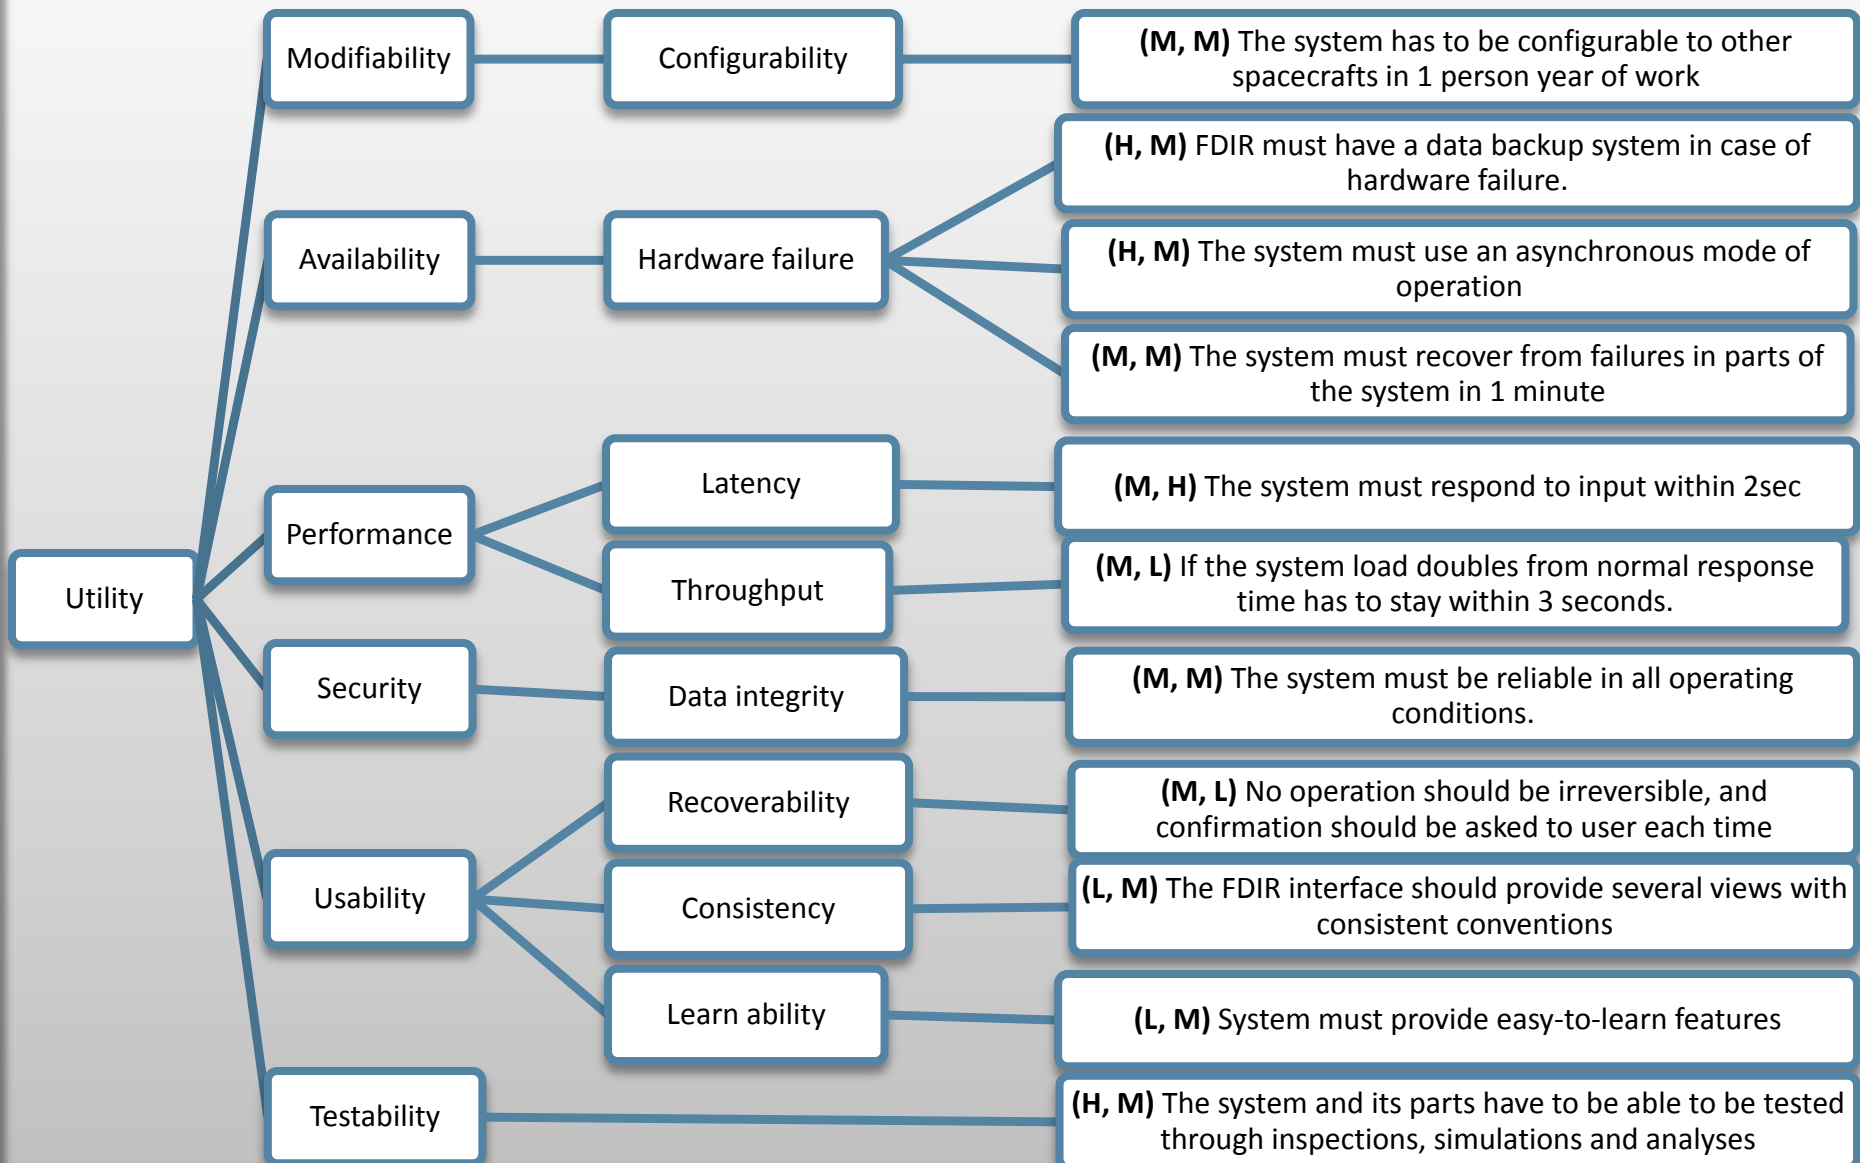 Modifiability
Configurability
(M, M) The system has to be configurable to other
spacecrafts in 1 person year of work
(H, M) FDIR must have a data backup system in case of
hardware failure.
Availability
Hardware failure
(H, M) The system must use an asynchronous mode of
operation
(M, M) The system must recover from failures in parts of
the system in 1 minute
Latency
(M, H) The system must respond to input within 2sec
Performance
Throughput
(M, L) If the system load doubles from normal response
time has to stay within 3 seconds.
Utility
Security
Data integrity
(M, M) The system must be reliable in all operating
conditions.
Recoverability
(M, L) No operation should be irreversible, and
confirmation should be asked to user each time
Usability
Consistency
(L, M) The FDIR interface should provide several views with
consistent conventions
Learn ability
(L, M) System must provide easy-to-learn features
Testability
(H, M) The system and its parts have to be able to be tested
through inspections, simulations and analyses